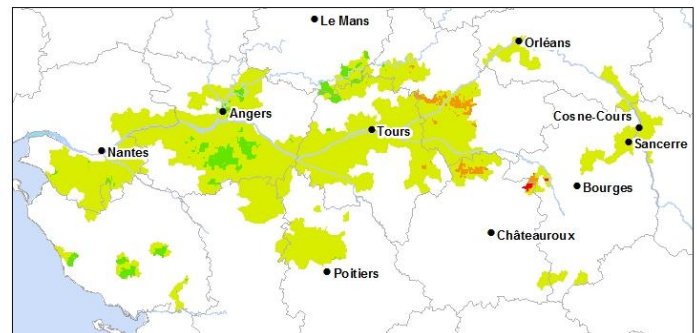 Le Mans
Orléans
Angers
Cosne-Cours
Tours
Sancerre
Nantes
Bourges
Châteauroux
Poitiers